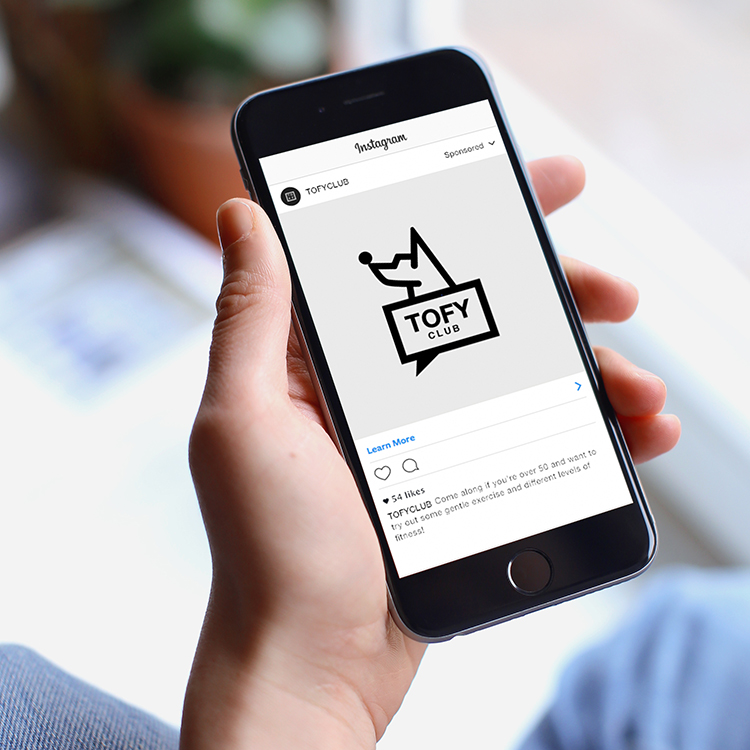 Instagram
TOFYCLUB
Sponsored
TOFY
CLUB
Learn More
54 likes
TOFYCLUB Come along if you're over 50 and want to
try out some gentle exercise and different levels of
fitness!